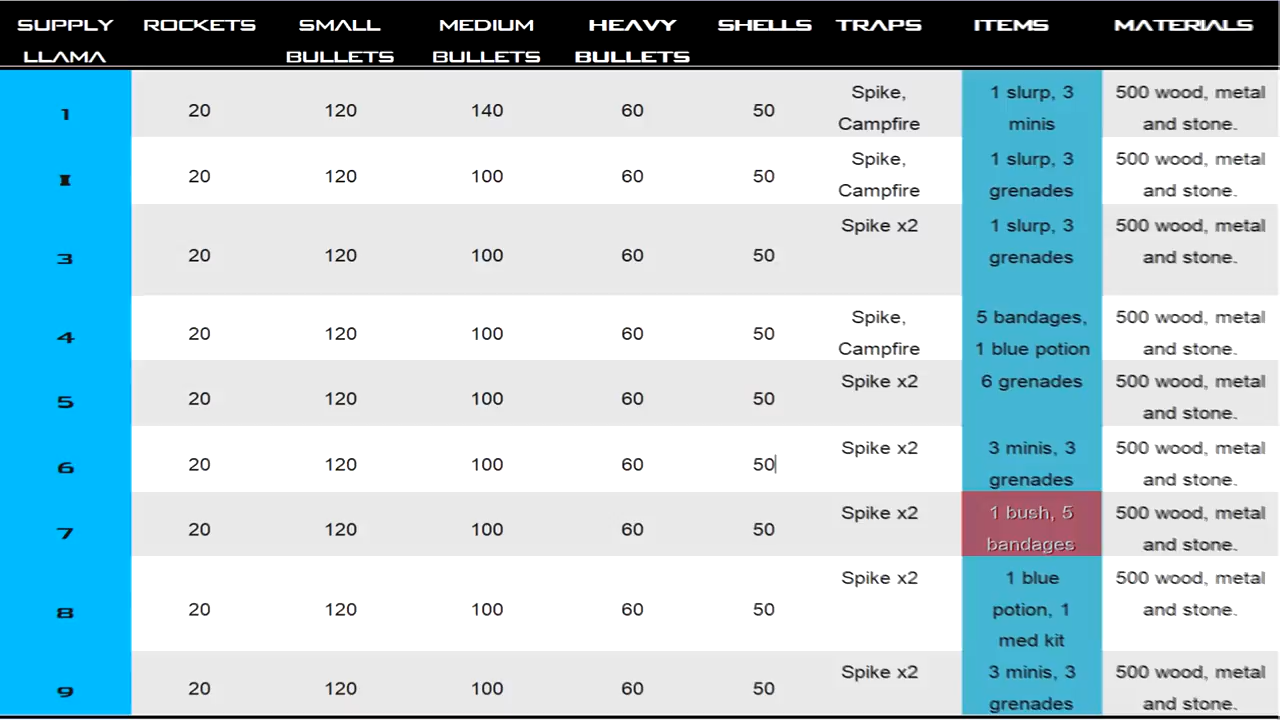 SUPPLY LLAMA ROCKETS SMALL BULLETS MEDIUM BULLETS HEAVY BULLETS SHELLS TRAPS ITEMS MATERIALS
1 20 120 140 60 50 Spike, Campfire 1 slurp, 3 minis 500 wood, metal and stone.
20 120 100 60 50 Spike, Campfire 1 slurp, 3 grenades 500 wood, metal and stone.
3 20 120 100 60 50 Spike x2 1 slurp, 3 grenades 500 wood, metal and stone.
4 20 120 100 60 50 Spike, Campfire 5 bandages, 1 blue potion 500 wood, metal and stone.
5 20 120 100 60 50 Spike x2 6 grenades 500 wood, metal and stone.
6 20 120 100 60 50 Spike x2 3 minis, 3 grenades 500 wood, metal and stone.
7 20 120 100 60 50 Spike x2 1 bush, 5 bandages 500 wood, metal and stone.
8 20 120 100 60 50 Spike x2 1 blue potion, 1 med kit 500 wood, metal and stone.
9 20 120 100 60 50 Spike x2 3 minis, 3 grenades 500 wood, metal and stone.